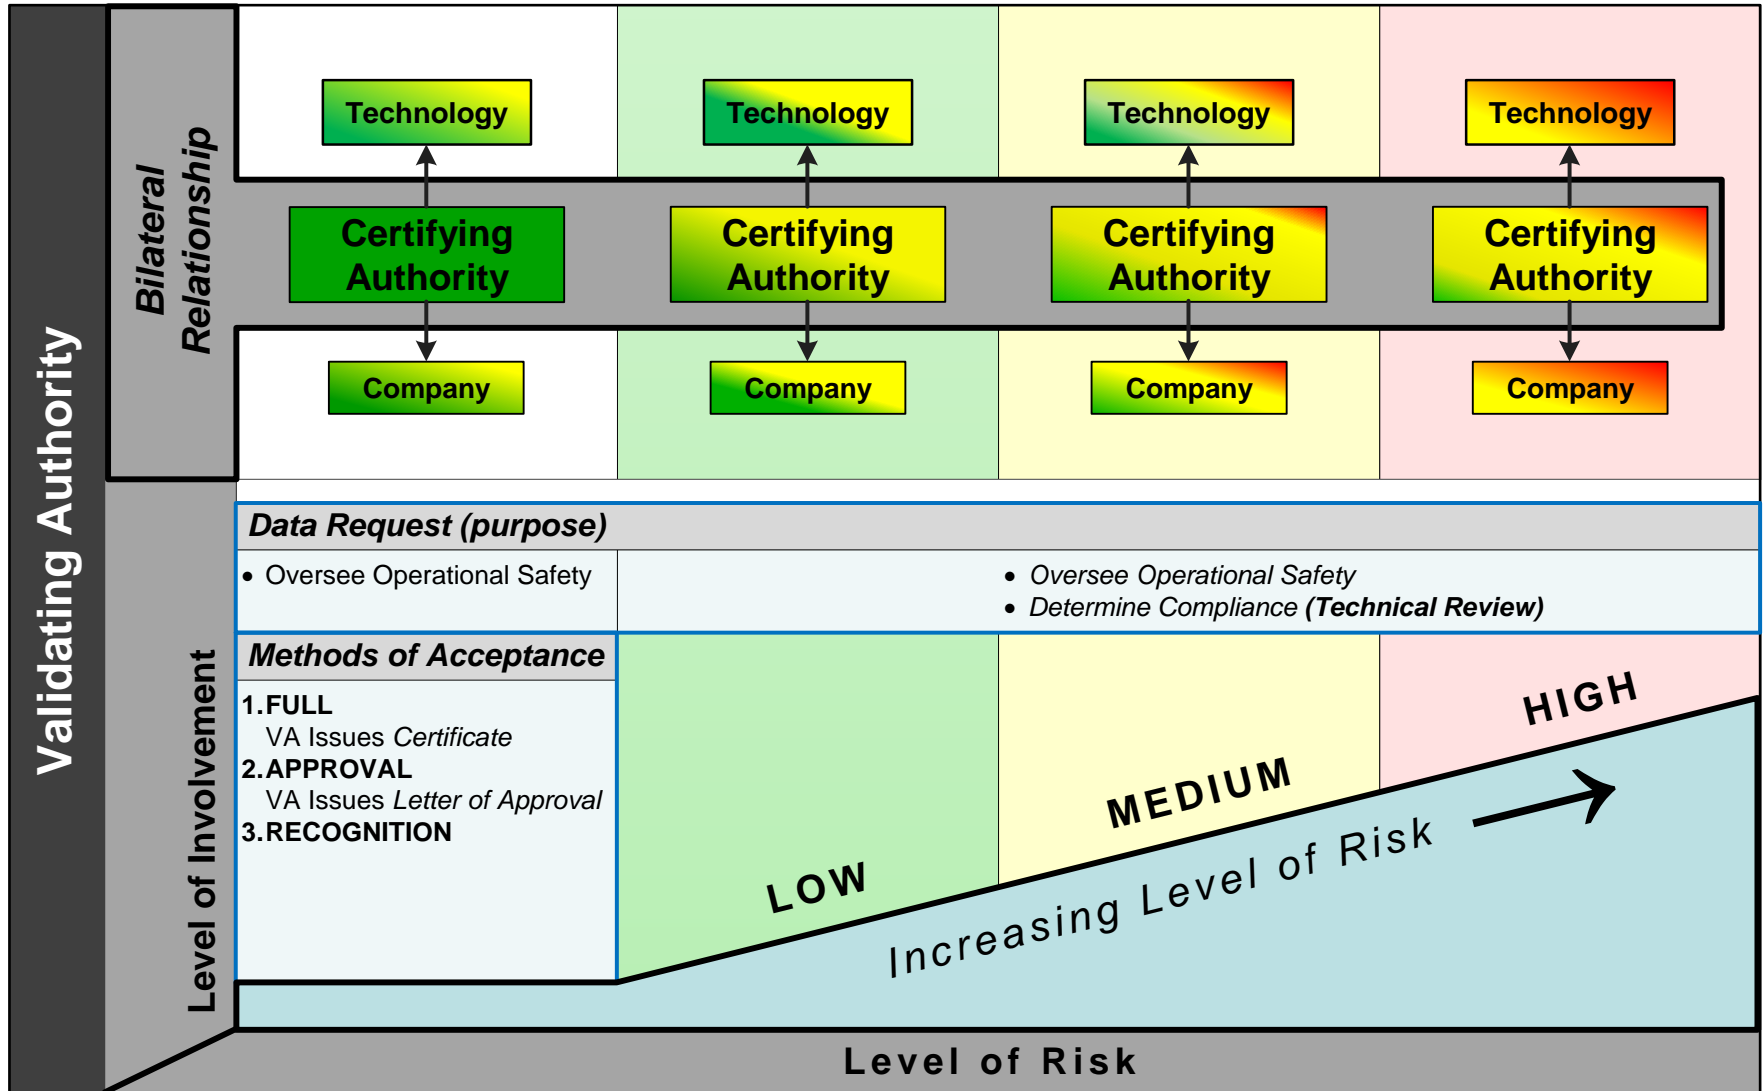 Validating Authority
Bilateral
Relationship
Technology
Technology
Technology
Technology
Certifying
Authority
Certifying
Authority
Certifying
Authority
Certifying
Authority
Company
Company
Company
Company
Level of Involvement
Data Request (purpose)
• Oversee Operational Safety
• Oversee Operational Safety
• Determine Compliance (Technical Review)
Methods of Acceptance
1.FULL
VA Issues Certificate
2.APPROVAL
VA Issues Letter of Approval
3.RECOGNITION
LOW
MEDIUM
HIGH
Increasing Level of Risk
Level of Risk